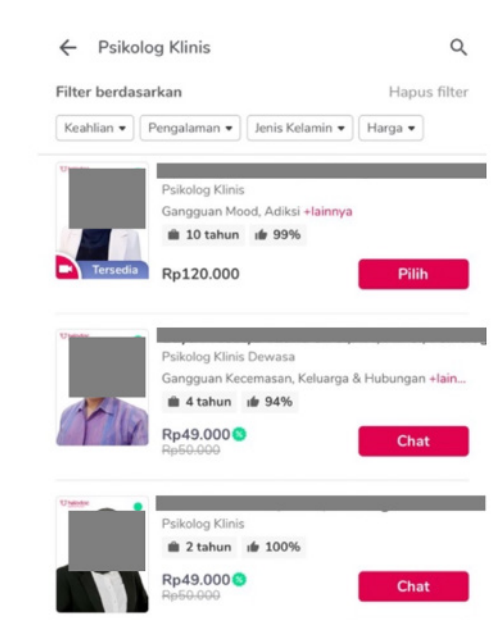 Psikolog Klinis
Filter berdasarkan
Hapus filter
Keahlian
Pengalaman
Jenis Kelamin
Harga
Psikolog Klinis
Gangguan Mood, Adiksi +lainnya
10 tahun 99%
Tersedia
Rp120.000
Pilih
Psikolog Klinis Dewasa
Gangguan Kecemasan, Keluarga & Hubungan +lain...
4 tahun 94%
Rp49.000
Rp50.000
Chat
halodoc
Psikolog Klinis
2 tahun 100%
Rp49.000
Rp50.000
Chat